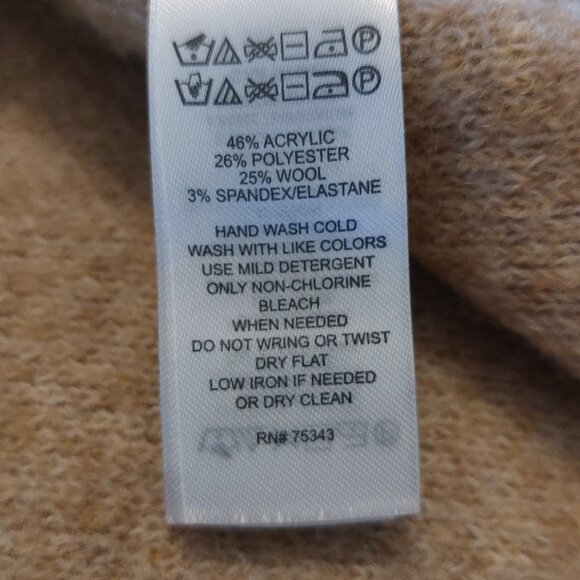 46% ACRYLIC
26% POLYESTER
25% WOOL
3% SPANDEX/ELASTANE
HAND WASH COLD
WASH WITH LIKE COLORS
USE MILD DETERGENT
ONLY NON-CHLORINE
BLEACH
WHEN NEEDED
DO NOT WRING OR TWIST
DRY FLAT
LOW IRON IF NEEDED
OR DRY CLEAN
RN# 75343